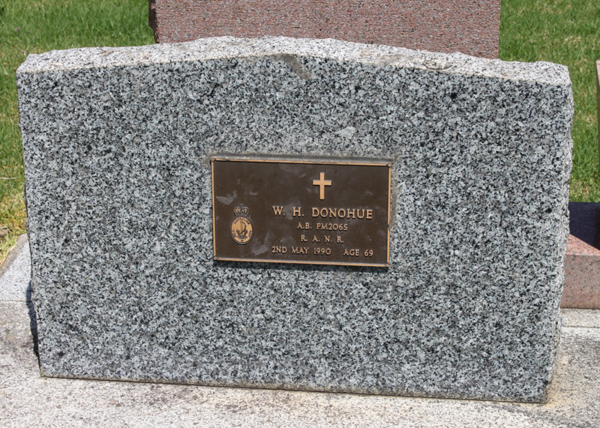 W. H. DONOHUE
A.B. PM2065
R. A. N. R.
2ND MAY 1990 AGE 69